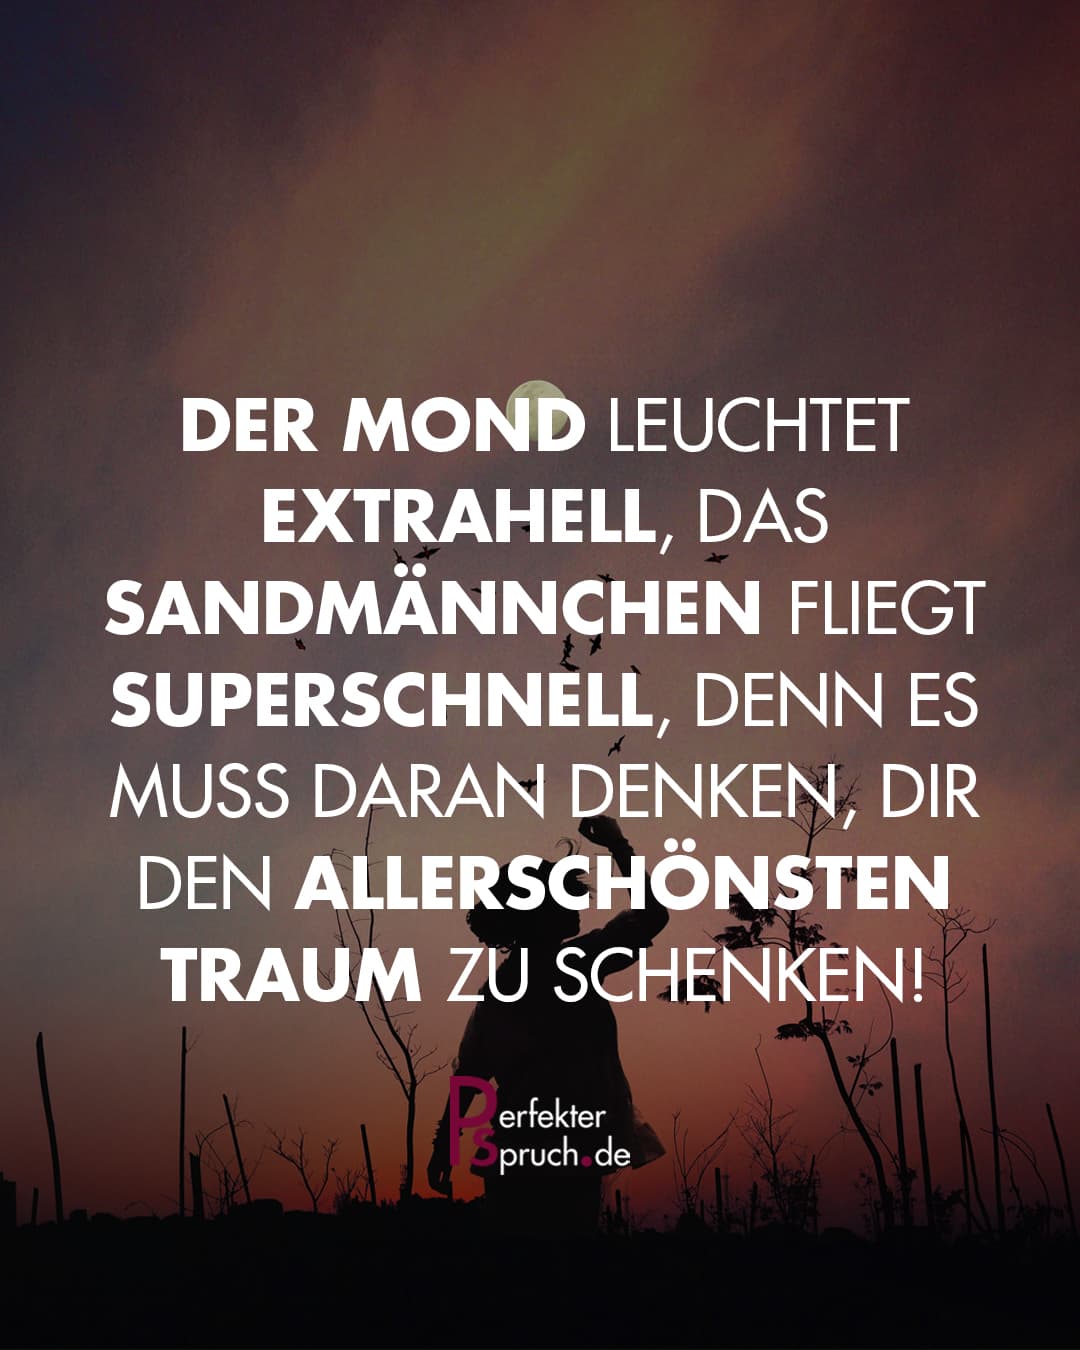 DER MOND LEUCHTET
EXTRAHELL, DAS
SANDMÄNNCHEN FLIEGT
SUPERSCHNELL, DENN ES
MUSS DARAN DENKEN, DIR
DEN ALLERSCHÖNSTEN
TRAUM ZU SCHENKEN!
Perfekter
Spruch.de